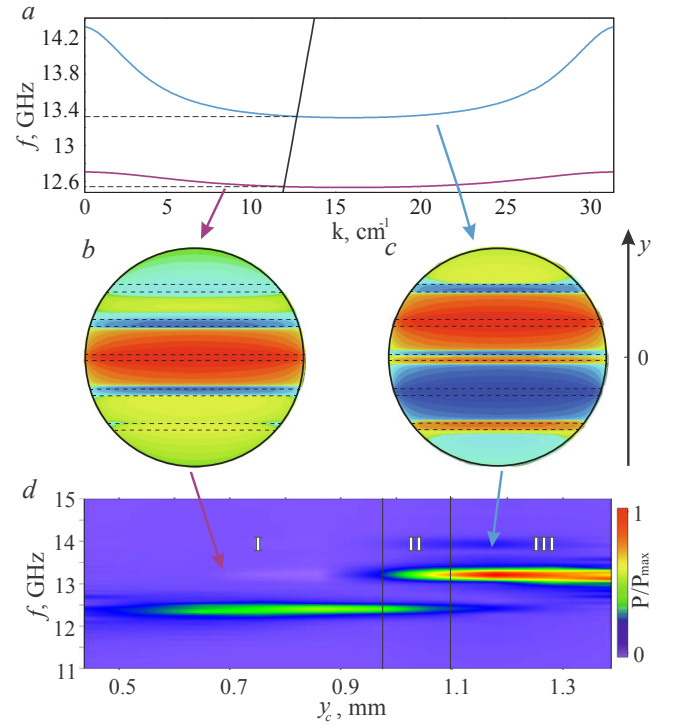 a
14.2
13.8
13.4
13
12.6
f, GHz
0 5 10 15 20 25 30
k, cm⁻¹
b
c
y
0
d
15
14
13
12
11
f, GHz
I II III
1
0
P/Pmax
0.5 0.7 0.9 1.1 1.3
y_c, mm